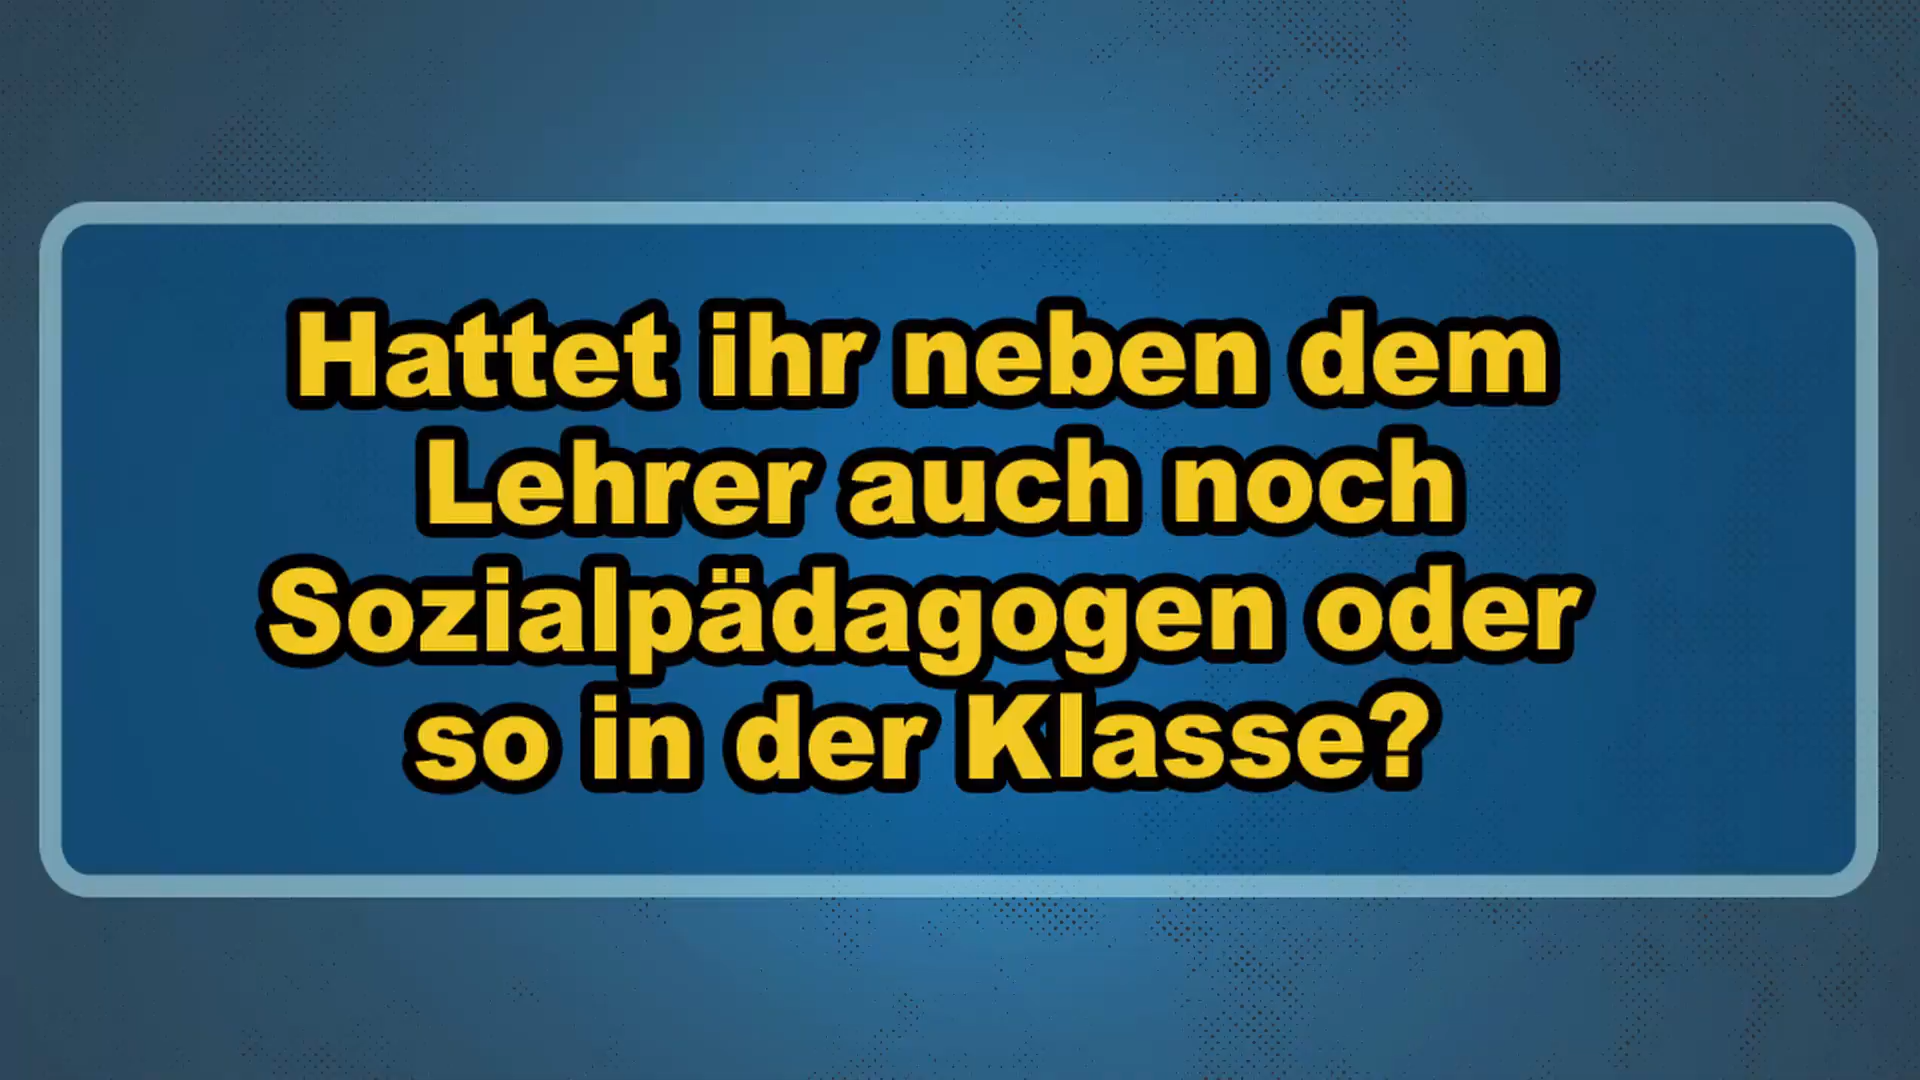 Hattet ihr neben dem
Lehrer auch noch
Sozialpädagogen oder
so in der Klasse?